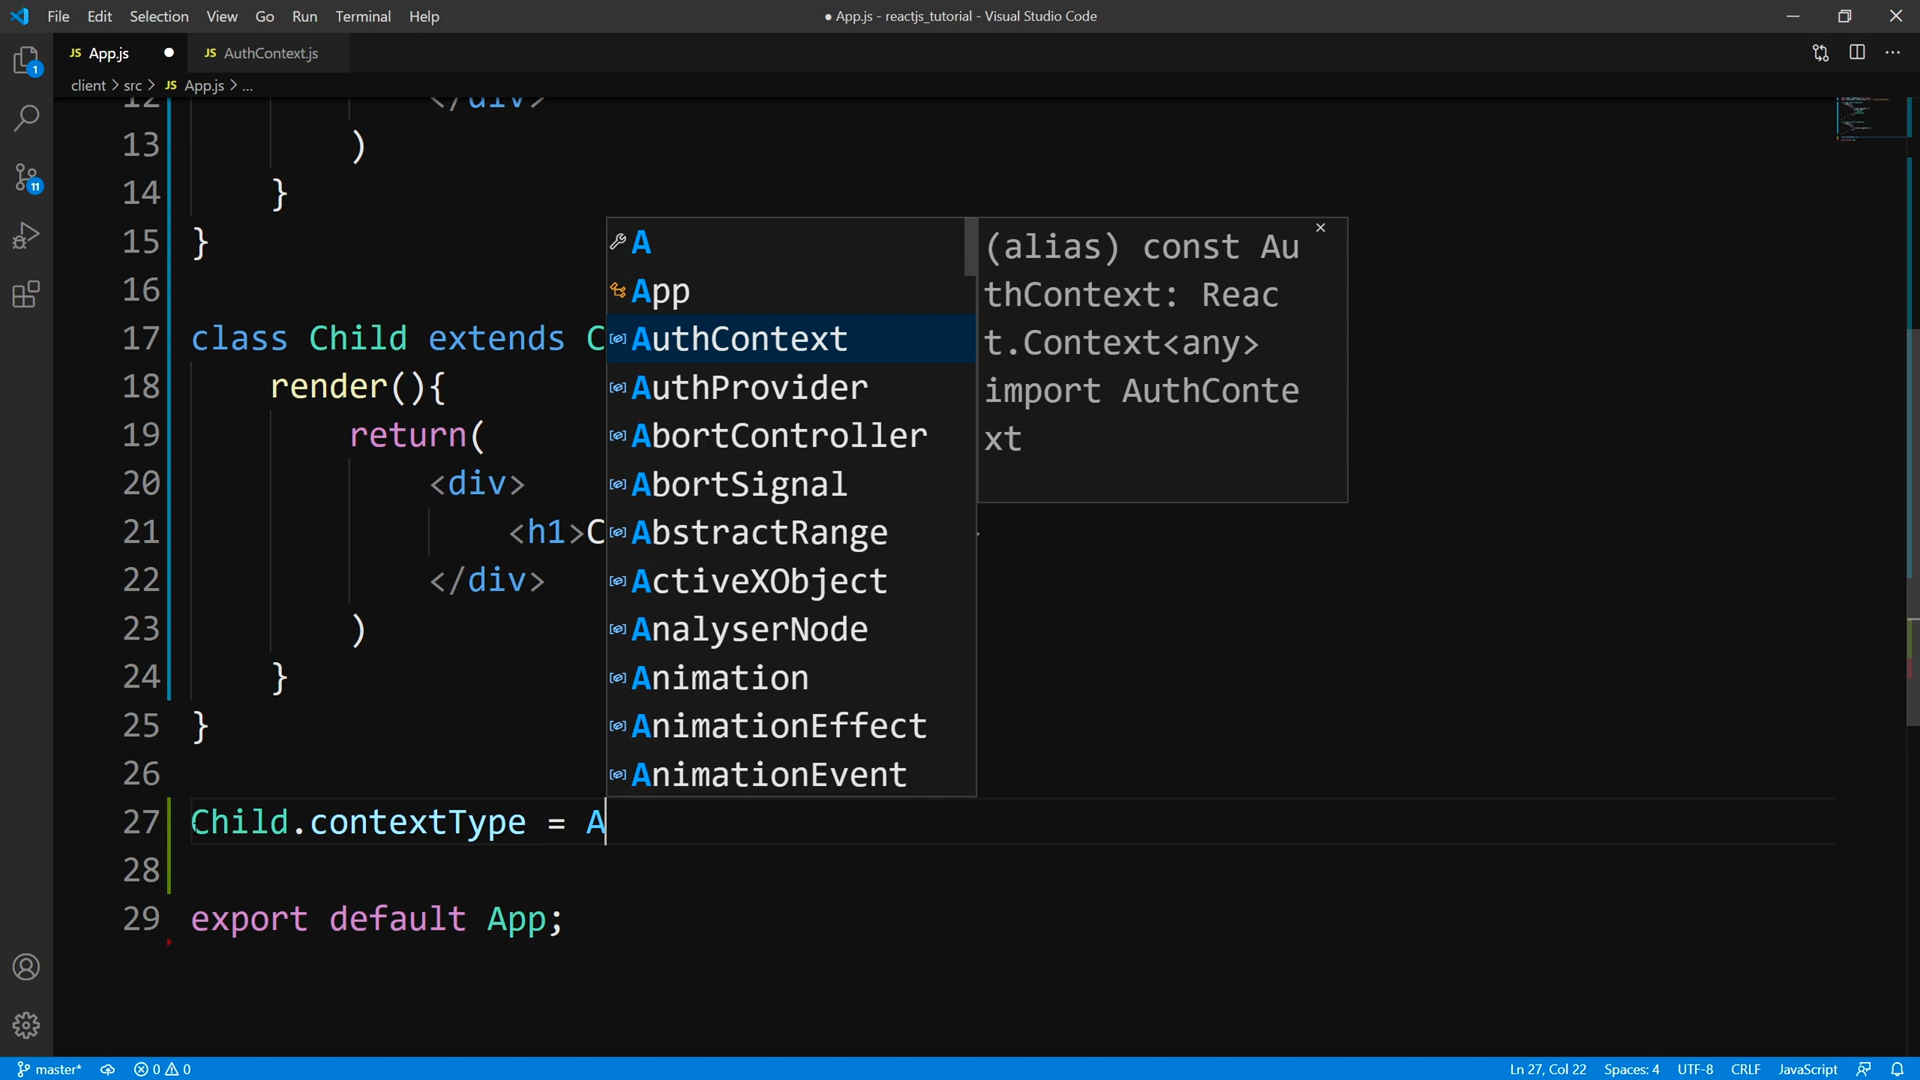 File Edit Selection View Go Run Terminal Help
● App.js - reactjs_tutorial - Visual Studio Code
JS App.js ● JS AuthContext.js
client > src > JS App.js > ...
12 </div>
13 )
14 }
15 }
16
17 class Child extends C
18 render(){
19 return(
20 <div>
21 <h1>C
22 </div>
23 )
24 }
25 }
26
27 Child.contextType = A
28
29 export default App;
A
App
AuthContext
AuthProvider
AbortController
AbortSignal
AbstractRange
ActiveXObject
AnalyserNode
Animation
AnimationEffect
AnimationEvent
(alias) const Au
thContext: Reac
t.Context<any>
import AuthConte
xt
1
11
master* 0 0 Ln 27, Col 22 Spaces: 4 UTF-8 CRLF JavaScript